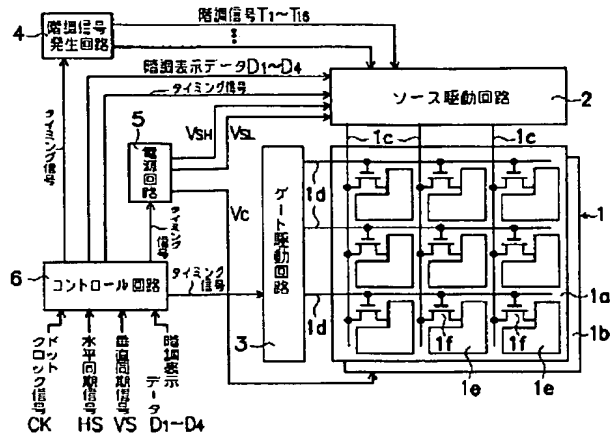 階調信号T1~T16
4
階調信号
発生回路
階調表示データD1~D4
タイミング信号
ソース駆動回路
2
タイミング信号
5
VSH
VSL
1c
1c
電源
回路
1d
1
VC
ゲート駆動回路
タイミング
信号
6
コントロール回路
タイミング
信号
1d
1a
1b
3
1f
1f
1e
1e
ドット
クロック信号
水平同期信号
垂直同期信号
階調表示
データ
CK HS VS D1~D4